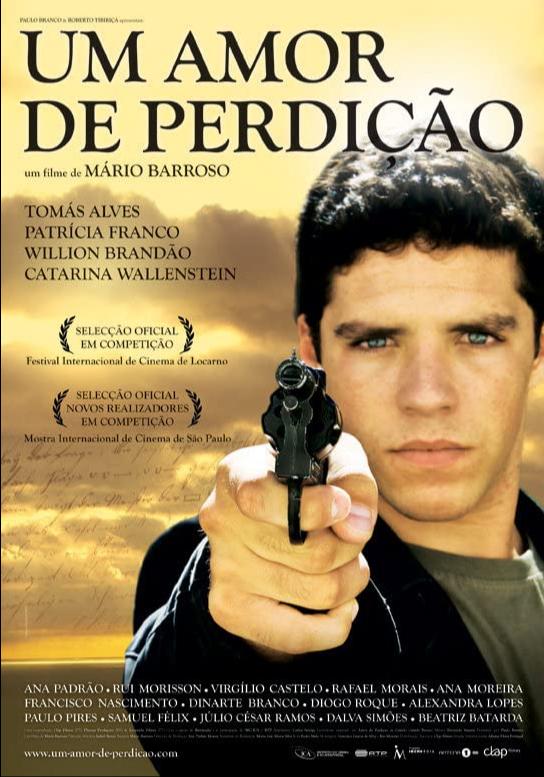 PAULO BRANCO & ROBERTO TIBIRIÇA apresentam:
UM AMOR
DE PERDIÇÃO
um filme de MÁRIO BARROSO
TOMÁS ALVES
PATRÍCIA FRANCO
WILLION BRANDÃO
CATARINA WALLENSTEIN
SELECÇÃO OFICIAL
EM COMPETIÇÃO
Festival Internacional de Cinema de Locarno
SELECÇÃO OFICIAL
NOVOS REALIZADORES
EM COMPETIÇÃO
Mostra Internacional de Cinema de São Paulo
ANA PADRÃO • RUI MORISSON • VIRGÍLIO CASTELO • RAFAEL MORAIS • ANA MOREIRA
FRANCISCO NASCIMENTO • DINARTE BRANCO • DIOGO ROQUE • ALEXANDRA LOPES
PAULO PIRES • SAMUEL FÉLIX • JÚLIO CÉSAR RAMOS • DALVA SIMÕES • BEATRIZ BATARDA
www.um-amor-de-perdicao.com
RTP
clap